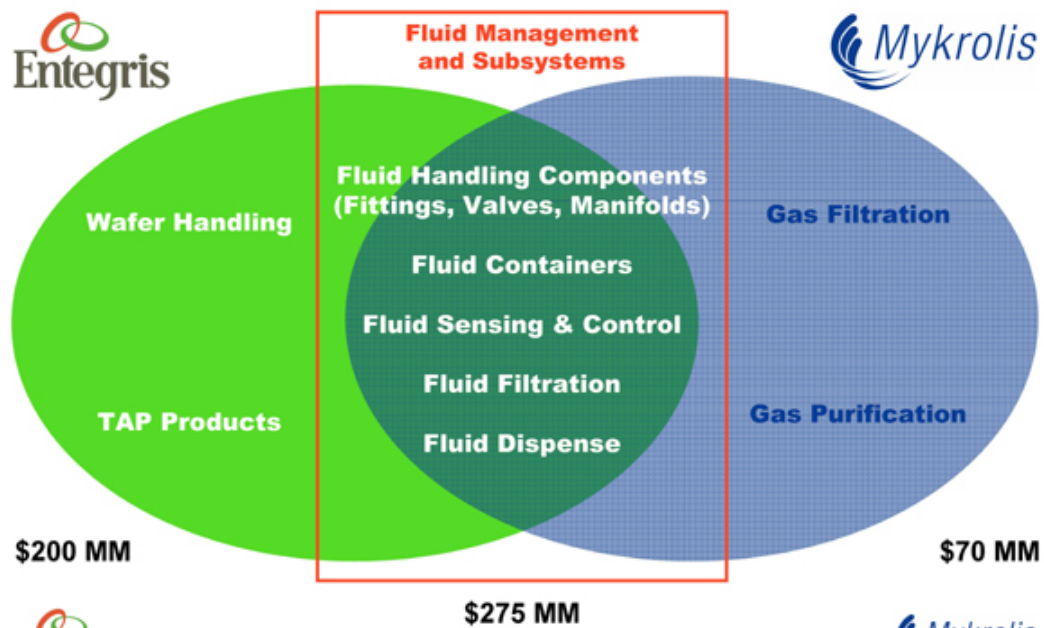 Entegris
Fluid Management
and Subsystems
Mykrolis
Fluid Handling Components
(Fittings, Valves, Manifolds)
Wafer Handling
Gas Filtration
Fluid Containers
Fluid Sensing & Control
Fluid Filtration
TAP Products
Gas Purification
Fluid Dispense
$200 MM
$70 MM
$275 MM
Mykrolis